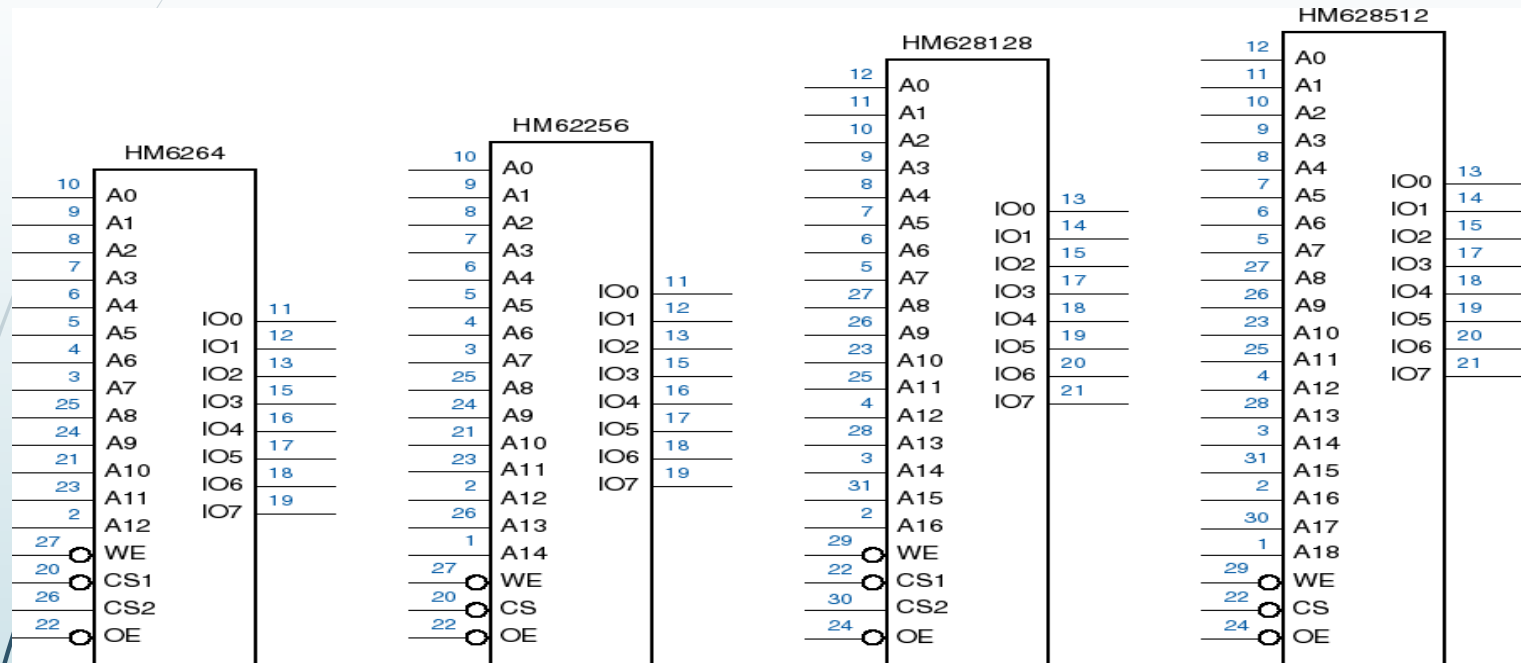 HM6264
10 A0
9 A1
8 A2
7 A3
6 A4
5 A5
4 A6
3 A7
25 A8
24 A9
21 A10
23 A11
2 A12
27 WE
20 CS1
26 CS2
22 OE
IO0 11
IO1 12
IO2 13
IO3 15
IO4 16
IO5 17
IO6 18
IO7 19
HM62256
10 A0
9 A1
8 A2
7 A3
6 A4
5 A5
4 A6
3 A7
25 A8
24 A9
21 A10
23 A11
2 A12
26 A13
1 A14
27 WE
20 CS
22 OE
IO0 11
IO1 12
IO2 13
IO3 15
IO4 16
IO5 17
IO6 18
IO7 19
HM628128
12 A0
11 A1
10 A2
9 A3
8 A4
7 A5
6 A6
5 A7
27 A8
26 A9
23 A10
25 A11
4 A12
28 A13
3 A14
31 A15
2 A16
29 WE
22 CS1
30 CS2
24 OE
IO0 13
IO1 14
IO2 15
IO3 17
IO4 18
IO5 19
IO6 20
IO7 21
HM628512
12 A0
11 A1
10 A2
9 A3
8 A4
7 A5
6 A6
5 A7
27 A8
26 A9
23 A10
25 A11
4 A12
28 A13
3 A14
31 A15
2 A16
30 A17
1 A18
29 WE
22 CS
24 OE
IO0 13
IO1 14
IO2 15
IO3 17
IO4 18
IO5 19
IO6 20
IO7 21